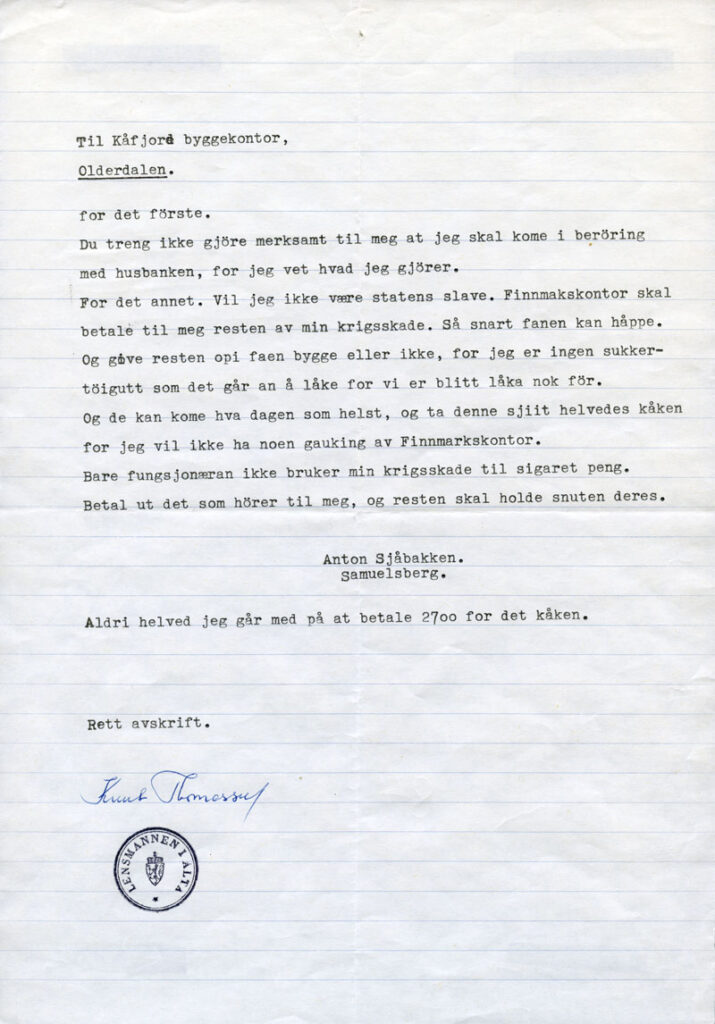 Til Kåfjord byggekontor,
Olderdalen.
for det förste.
Du treng ikke gjöre merksamt til meg at jeg skal kome i beröring
med husbanken, for jeg vet hvad jeg gjörer.
For det annet. Vil jeg ikke være statens slave. Finnmakskontor skal
betale til meg resten av min krigsskade. Så snart fanen kan håppe.
Og give resten opi faen bygge eller ikke, for jeg er ingen sukker-
töigutt som det går an å låke for vi er blitt låka nok för.
Og de kan kome hva dagen som helst, og ta denne sjiit helvedes kåken
for jeg vil ikke ha noen gauking av Finnmarkskontor.
Bare fungsjonæran ikke bruker min krigsskade til sigaret peng.
Betal ut det som hörer til meg, og resten skal holde snuten deres.
Anton Sjåbakken.
Samuelsberg.
Aldri helved jeg går med på at betale 27oo for det kåken.
Rett avskrift.
Knut Thomassen
LENSMANNEN I ALTA